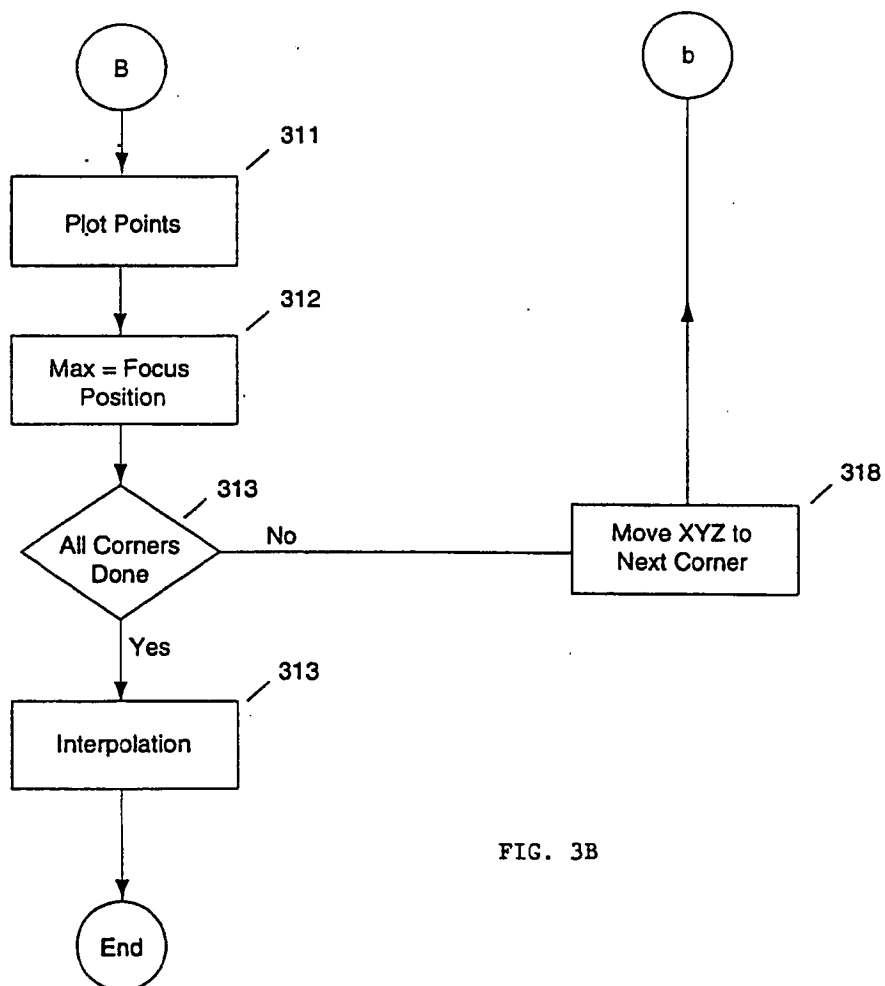 B
b
311
Plot Points
312
Max = Focus
Position
313
All Corners
Done
No
318
Move XYZ to
Next Corner
Yes
313
Interpolation
FIG. 3B
End